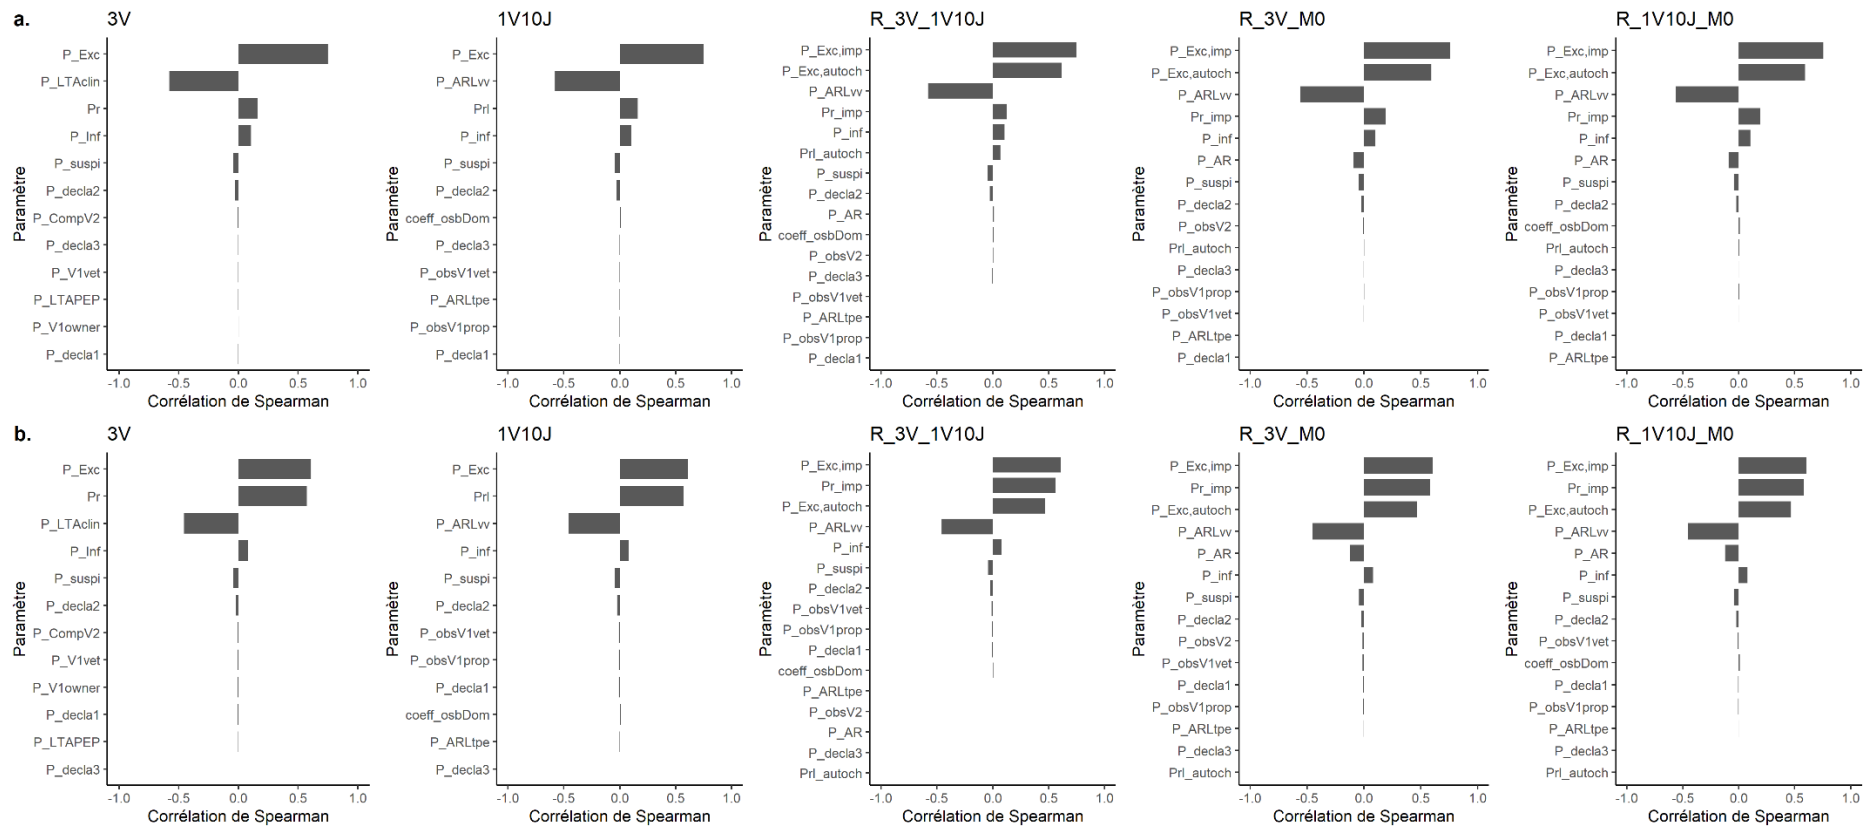 a.
3V
P_Exc
P_LTAclin
Pr
P_Inf
P_suspi
P_decla2
P_CompV2
P_decla3
P_V1vet
P_LTAPEP
P_V1owner
P_decla1
Paramètre
-1.0 -0.5 0.0 0.5 1.0
Corrélation de Spearman
1V10J
P_Exc
P_ARLvv
Prl
P_inf
P_suspi
P_decla2
coeff_osbDom
P_decla3
P_obsV1vet
P_ARLtpe
P_obsV1prop
P_decla1
Paramètre
-1.0 -0.5 0.0 0.5 1.0
Corrélation de Spearman
R_3V_1V10J
P_Exc,imp
P_Exc,autoch
P_ARLvv
Pr_imp
P_inf
Prl_autoch
P_suspi
P_decla2
P_AR
coeff_osbDom
P_obsV2
P_decla3
P_obsV1vet
P_ARLtpe
P_obsV1prop
P_decla1
Paramètre
-1.0 -0.5 0.0 0.5 1.0
Corrélation de Spearman
R_3V_M0
P_Exc,imp
P_Exc,autoch
P_ARLvv
Pr_imp
P_inf
P_AR
P_suspi
P_decla2
P_obsV2
Prl_autoch
P_decla3
P_obsV1prop
P_obsV1vet
P_ARLtpe
P_decla1
Paramètre
-1.0 -0.5 0.0 0.5 1.0
Corrélation de Spearman
R_1V10J_M0
P_Exc,imp
P_Exc,autoch
P_ARLvv
Pr_imp
P_inf
P_AR
P_suspi
P_decla2
coeff_osbDom
Prl_autoch
P_decla3
P_obsV1prop
P_obsV1vet
P_decla1
P_ARLtpe
Paramètre
-1.0 -0.5 0.0 0.5 1.0
Corrélation de Spearman
b.
3V
P_Exc
Pr
P_LTAclin
P_Inf
P_suspi
P_decla2
P_CompV2
P_V1vet
P_V1owner
P_decla1
P_LTAPEP
P_decla3
Paramètre
-1.0 -0.5 0.0 0.5 1.0
Corrélation de Spearman
1V10J
P_Exc
Prl
P_ARLvv
P_inf
P_suspi
P_decla2
P_obsV1vet
P_obsV1prop
P_decla1
coeff_osbDom
P_ARLtpe
P_decla3
Paramètre
-1.0 -0.5 0.0 0.5 1.0
Corrélation de Spearman
R_3V_1V10J
P_Exc,imp
Pr_imp
P_Exc,autoch
P_ARLvv
P_inf
P_suspi
P_decla2
P_obsV1vet
P_obsV1prop
P_decla1
coeff_osbDom
P_ARLtpe
P_obsV2
P_AR
P_decla3
Prl_autoch
Paramètre
-1.0 -0.5 0.0 0.5 1.0
Corrélation de Spearman
R_3V_M0
P_Exc,imp
Pr_imp
P_Exc,autoch
P_ARLvv
P_AR
P_inf
P_suspi
P_decla2
P_obsV2
P_obsV1vet
P_decla1
P_obsV1prop
P_ARLtpe
P_decla3
Prl_autoch
Paramètre
-1.0 -0.5 0.0 0.5 1.0
Corrélation de Spearman
R_1V10J_M0
P_Exc,imp
Pr_imp
P_Exc,autoch
P_ARLvv
P_AR
P_inf
P_suspi
P_decla2
P_obsV1vet
coeff_osbDom
P_decla1
P_obsV1prop
P_ARLtpe
P_decla3
Prl_autoch
Paramètre
-1.0 -0.5 0.0 0.5 1.0
Corrélation de Spearman